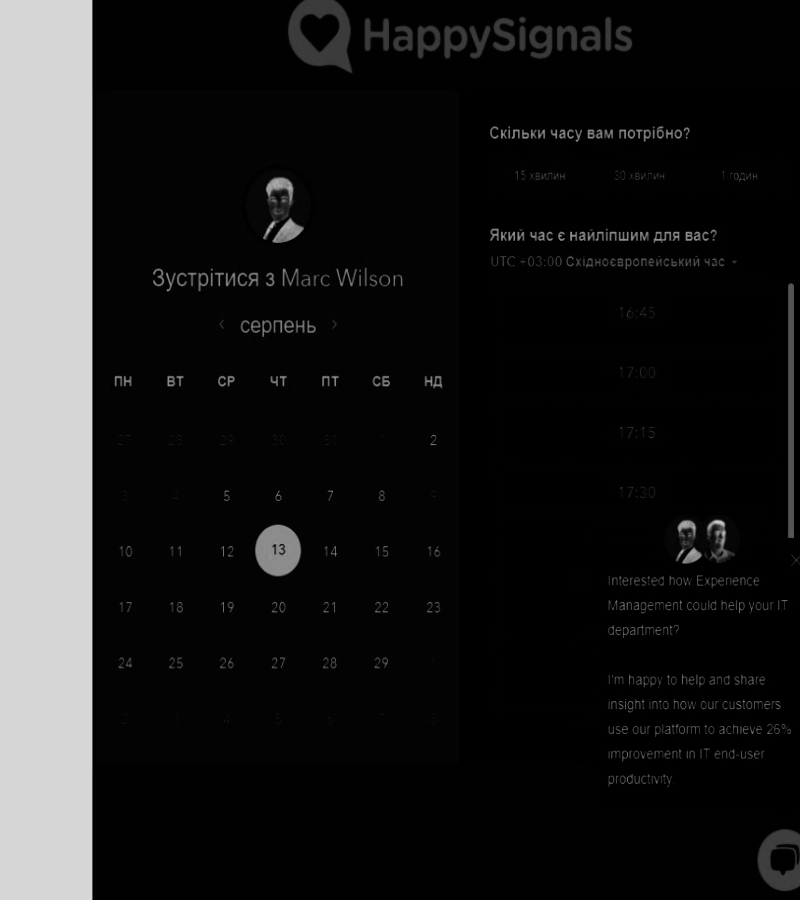 HappySignals
Зустрітися з Marc Wilson
серпень
ПН ВТ СР ЧТ ПТ СБ НД
27 28 29 30 31 1 2
3 4 5 6 7 8 9
10 11 12 13 14 15 16
17 18 19 20 21 22 23
24 25 26 27 28 29
2 3 4 5 6 7 8
Скільки часу вам потрібно?
15 хвилин 30 хвилин 1 годин
Який час є найліпшим для вас?
UTC +03:00 Східноєвропейський час
16:45
17:00
17:15
17:30
Interested how Experience
Management could help your IT
department?
I'm happy to help and share
insight into how our customers
use our platform to achieve 26%
improvement in IT end-user
productivity.